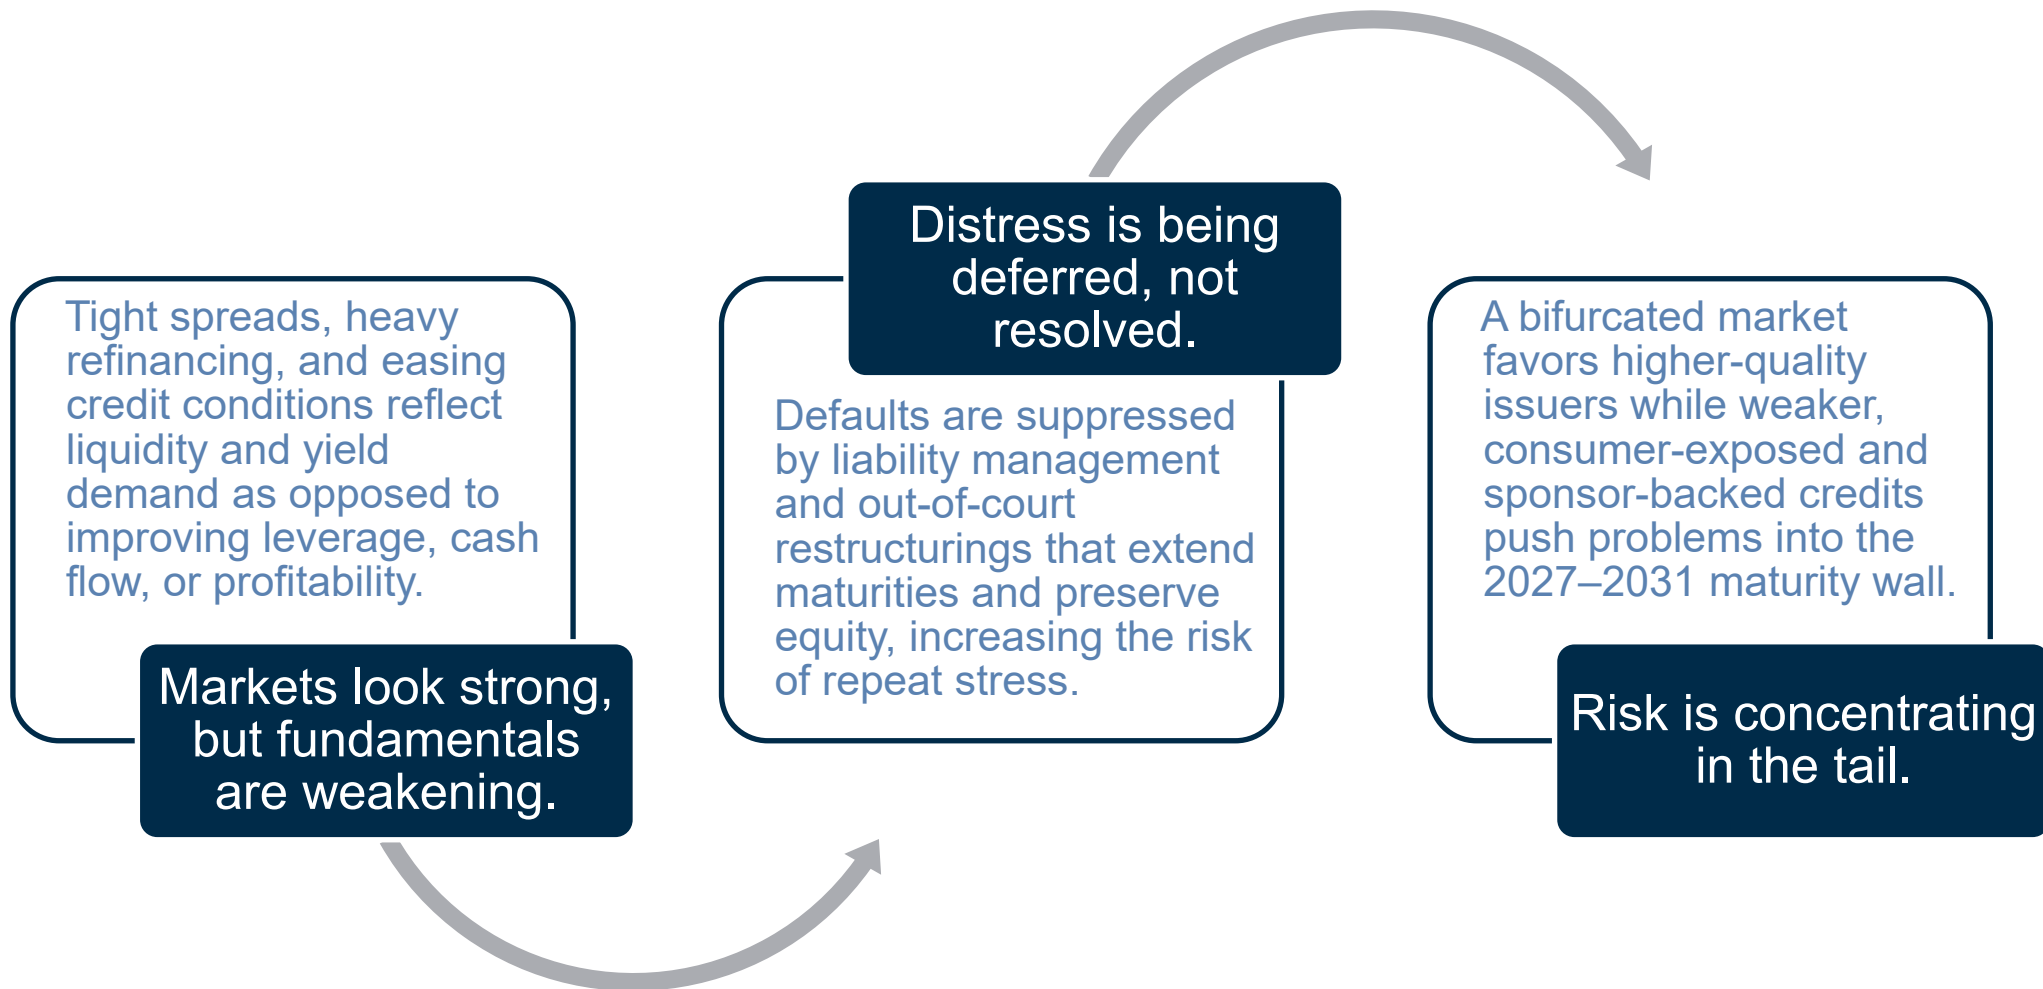 Tight spreads, heavy
refinancing, and easing
credit conditions reflect
liquidity and yield
demand as opposed to
improving leverage, cash
flow, or profitability.
Markets look strong,
but fundamentals
are weakening.
Distress is being
deferred, not
resolved.
Defaults are suppressed
by liability management
and out-of-court
restructurings that extend
maturities and preserve
equity, increasing the risk
of repeat stress.
A bifurcated market
favors higher-quality
issuers while weaker,
consumer-exposed and
sponsor-backed credits
push problems into the
2027–2031 maturity wall.
Risk is concentrating
in the tail.